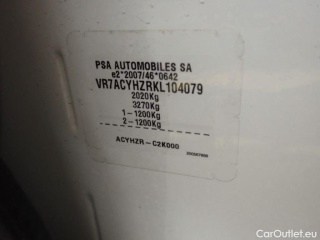 PSA AUTOMOBILES SA
e2*2007/46*0642
VR7ACYHZRKL104079
2020Kg
3270Kg
1-1200Kg
2-1200Kg
ACYHZR-C2K000
CarOutlet.eu